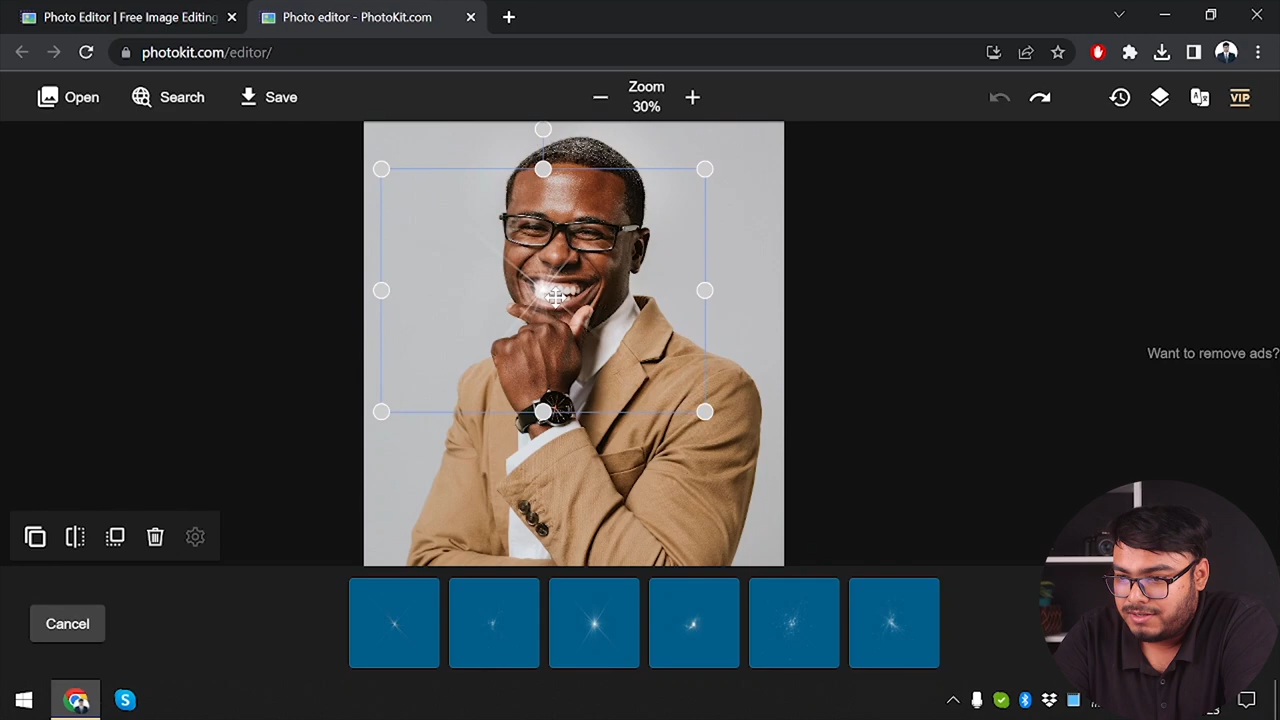 Photo Editor | Free Image Editing
Photo editor - PhotoKit.com
photokit.com/editor/
Open
Search
Save
Zoom
30%
VIP
Want to remove ads?
Cancel